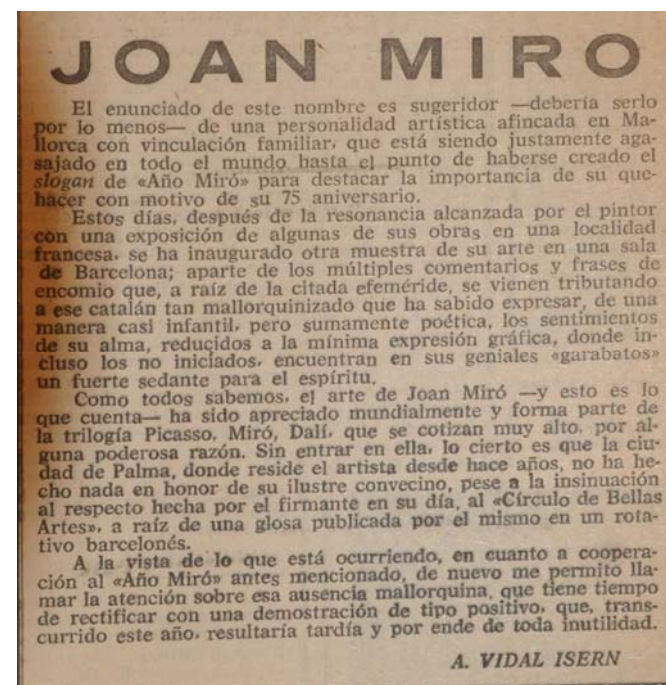 JOAN MIRO
El enunciado de este nombre es sugeridor —debería serlo
por lo menos— de una personalidad artística afincada en Ma-
llorca con vinculación familiar, que está siendo justamente aga-
sajado en todo el mundo hasta el punto de haberse creado el
slogan de «Año Miró» para destacar la importancia de su que-
hacer con motivo de su 75 aniversario.
Estos días, después de la resonancia alcanzada por el pintor
con una exposición de algunas de sus obras en una localidad
francesa, se ha inaugurado otra muestra de su arte en una sala
de Barcelona; aparte de los múltiples comentarios y frases de
encomio que, a raíz de la citada efeméride, se vienen tributando
a ese catalán tan mallorquinizado que ha sabido expresar, de una
manera casi infantil, pero sumamente poética, los sentimientos
de su alma, reducidos a la mínima expresión gráfica, donde in-
cluso los no iniciados, encuentran en sus geniales «garabatos»
un fuerte sedante para el espíritu.
Como todos sabemos, el arte de Joan Miró —y esto es lo
que cuenta— ha sido apreciado mundialmente y forma parte de
la trilogía Picasso, Miró, Dalí, que se cotizan muy alto, por al-
guna poderosa razón. Sin entrar en ella, lo cierto es que la ciu-
dad de Palma, donde reside el artista desde hace años, no ha he-
cho nada en honor de su ilustre convecino, pese a la insinuación
al respecto hecha por el firmante en su día, al «Círculo de Bellas
Artes», a raíz de una glosa publicada por el mismo en un rota-
tivo barcelonés.
A la vista de lo que está ocurriendo, en cuanto a coopera-
ción al «Año Miró» antes mencionado, de nuevo me permito lla-
mar la atención sobre esa ausencia mallorquina, que tiene tiempo
de rectificar con una demostración de tipo positivo, que, trans-
currido este año, resultaría tardía y por ende de toda inutilidad.
A. VIDAL ISERN